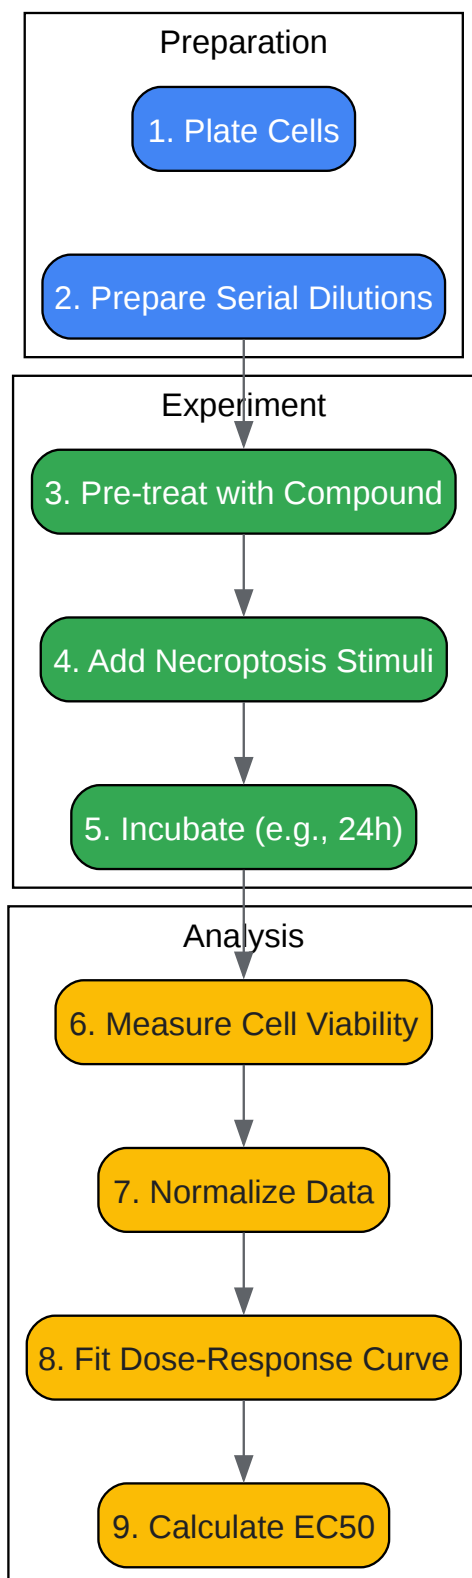 Preparation
1. Plate Cells
2. Prepare Serial Dilutions
Experiment
3. Pre-treat with Compound
4. Add Necroptosis Stimuli
5. Incubate (e.g., 24h)
Analysis
6. Measure Cell Viability
7. Normalize Data
8. Fit Dose-Response Curve
9. Calculate EC50